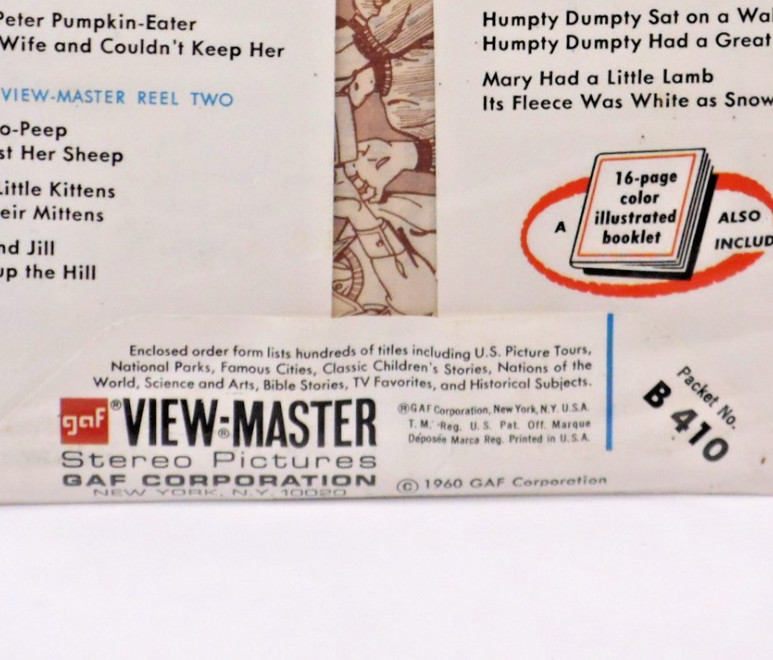 Peter Pumpkin-Eater
Wife and Couldn't Keep Her
VIEW-MASTER REEL TWO
o-Peep
st Her Sheep
Little Kittens
eir Mittens
nd Jill
up the Hill
Humpty Dumpty Sat on a Wal
Humpty Dumpty Had a Great
Mary Had a Little Lamb
Its Fleece Was White as Snow
A
16-page
color
illustrated
booklet
ALSO
INCLUD
Enclosed order form lists hundreds of titles including U.S. Picture Tours,
National Parks, Famous Cities, Classic Children's Stories, Nations of the
World, Science and Arts, Bible Stories, TV Favorites, and Historical Subjects.
gaf® VIEW-MASTER®
Stereo Pictures
GAF CORPORATION
NEW YORK, N.Y. 10020
®GAF Corporation, New York, N.Y. U.S.A.
T. M. Reg. U. S. Pat. Off. Marque
Déposée Marca Reg. Printed in U.S.A.
© 1960 GAF Corporation
Packet No.
B 410